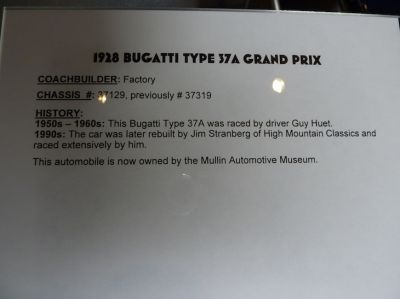 1928 BUGATTI TYPE 37A GRAND PRIX
COACHBUILDER: Factory
CHASSIS #: 37129, previously # 37319
HISTORY:
1950s – 1960s: This Bugatti Type 37A was raced by driver Guy Huet.
1990s: The car was later rebuilt by Jim Stranberg of High Mountain Classics and
raced extensively by him.
This automobile is now owned by the Mullin Automotive Museum.